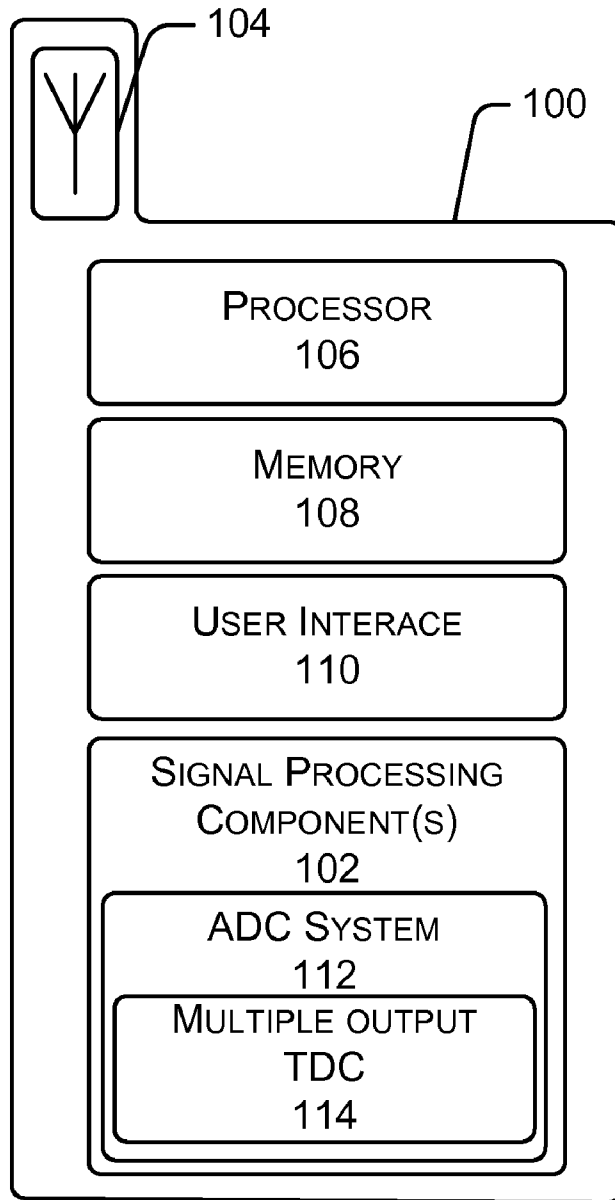 104
100
PROCESSOR
106
MEMORY
108
USER INTERACE
110
SIGNAL PROCESSING
COMPONENT(S)
102
ADC SYSTEM
112
MULTIPLE OUTPUT
TDC
114